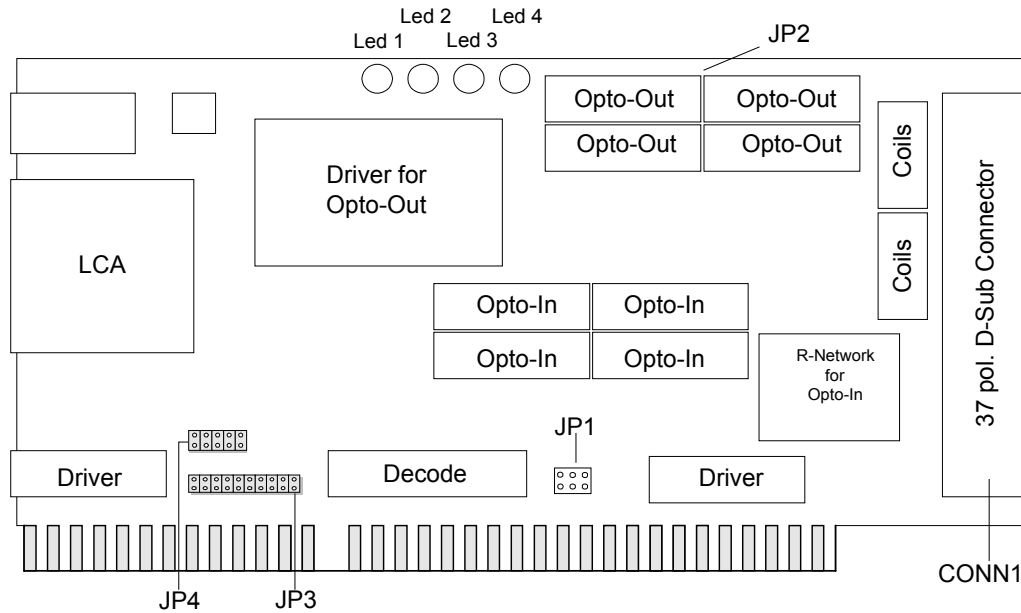 Led 2
Led 4
Led 1
Led 3
JP2
Opto-Out
Opto-Out
Opto-Out
Opto-Out
Coils
Driver for
Opto-Out
37 pol. D-Sub Connector
LCA
Coils
Opto-In
Opto-In
Opto-In
Opto-In
R-Network
for
Opto-In
JP1
Driver
Decode
Driver
CONN1
JP4
JP3